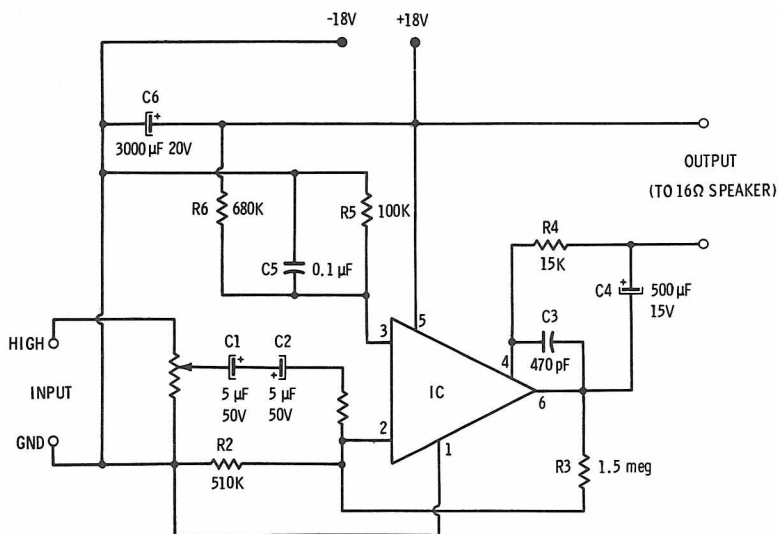 -18V
+18V
C6
+
3000 µF 20V
OUTPUT
(TO 16Ω SPEAKER)
R6
680K
R5
100K
R4
15K
C5
0.1 µF
+
C4
500 µF
15V
5
3
C3
470 pF
4
HIGH
C1
+
C2
+
IC
6
INPUT
5 µF
50V
5 µF
50V
2
GND
R2
510K
1
R3
1.5 meg